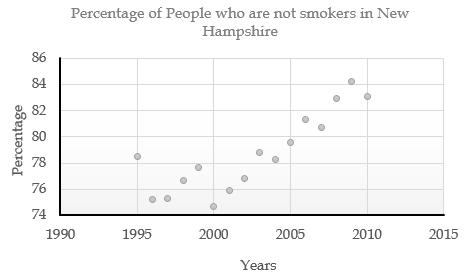 Percentage of People who are not smokers in New
Hampshire
86
84
82
80
78
76
74
Percentage
1990 1995 2000 2005 2010 2015
Years